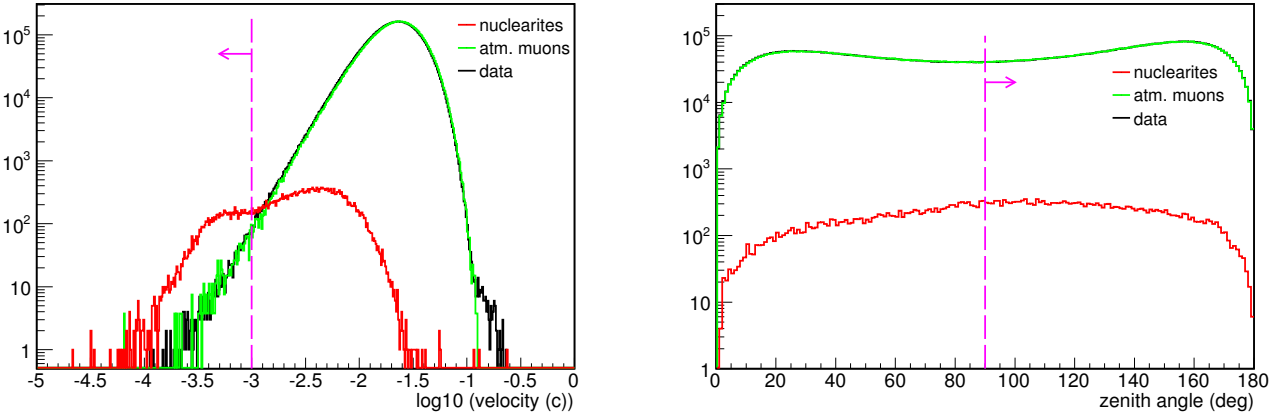 10^5
10^4
10^3
10^2
10
1
nuclearites
atm. muons
data
-5 -4.5 -4 -3.5 -3 -2.5 -2 -1.5 -1 -0.5 0
log10 (velocity (c))
10^5
10^4
10^3
10^2
10
1
nuclearites
atm. muons
data
0 20 40 60 80 100 120 140 160 180
zenith angle (deg)